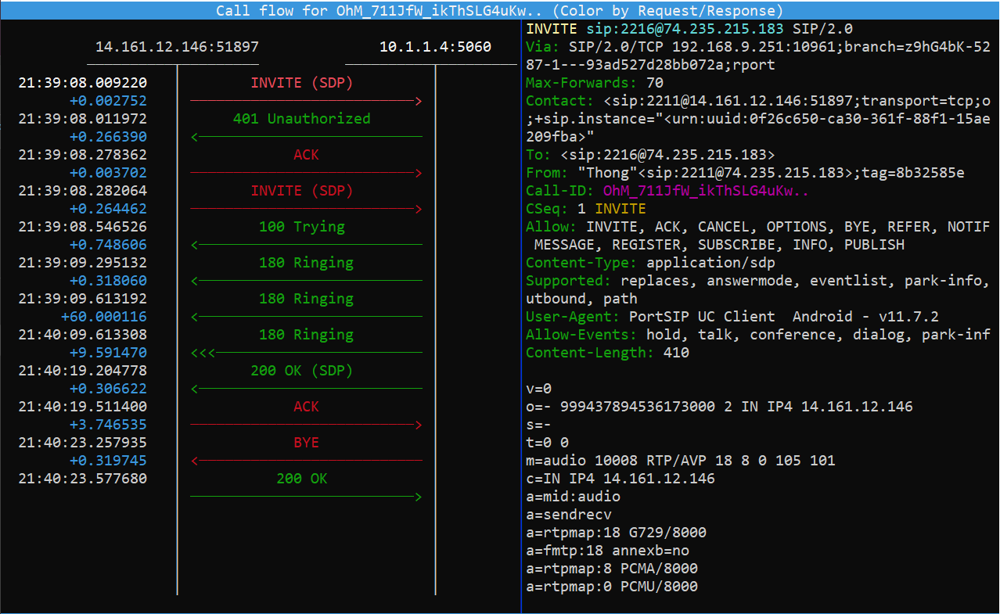 Call flow for OhM_711JfW_ikThSLG4uKw.. (Color by Request/Response)
14.161.12.146:51897 10.1.1.4:5060
21:39:08.009220 INVITE (SDP)
+0.002752
21:39:08.011972 401 Unauthorized
+0.266390
21:39:08.278362 ACK
+0.003702
21:39:08.282064 INVITE (SDP)
+0.264462
21:39:08.546526 100 Trying
+0.748606
21:39:09.295132 180 Ringing
+0.318060
21:39:09.613192 180 Ringing
+60.000116
21:40:09.613308 180 Ringing
+9.591470
21:40:19.204778 200 OK (SDP)
+0.306622
21:40:19.511400 ACK
+3.746535
21:40:23.257935 BYE
+0.319745
21:40:23.577680 200 OK
INVITE sip:2216@74.235.215.183 SIP/2.0
Via: SIP/2.0/TCP 192.168.9.251:10961;branch=z9hG4bK-52
87-1---93ad527d28bb072a;rport
Max-Forwards: 70
Contact: <sip:2211@14.161.12.146:51897;transport=tcp;o
;+sip.instance="<urn:uuid:0f26c650-ca30-361f-88f1-15ae
209fba>"
To: <sip:2216@74.235.215.183>
From: "Thong"<sip:2211@74.235.215.183>;tag=8b32585e
Call-ID: OhM_711JfW_ikThSLG4uKw..
CSeq: 1 INVITE
Allow: INVITE, ACK, CANCEL, OPTIONS, BYE, REFER, NOTIF
MESSAGE, REGISTER, SUBSCRIBE, INFO, PUBLISH
Content-Type: application/sdp
Supported: replaces, answermode, eventlist, park-info,
utbound, path
User-Agent: PortSIP UC Client  Android - v11.7.2
Allow-Events: hold, talk, conference, dialog, park-inf
Content-Length: 410
v=0
o=- 999437894536173000 2 IN IP4 14.161.12.146
s=-
t=0 0
m=audio 10008 RTP/AVP 18 8 0 105 101
c=IN IP4 14.161.12.146
a=mid:audio
a=sendrecv
a=rtpmap:18 G729/8000
a=fmtp:18 annexb=no
a=rtpmap:8 PCMA/8000
a=rtpmap:0 PCMU/8000